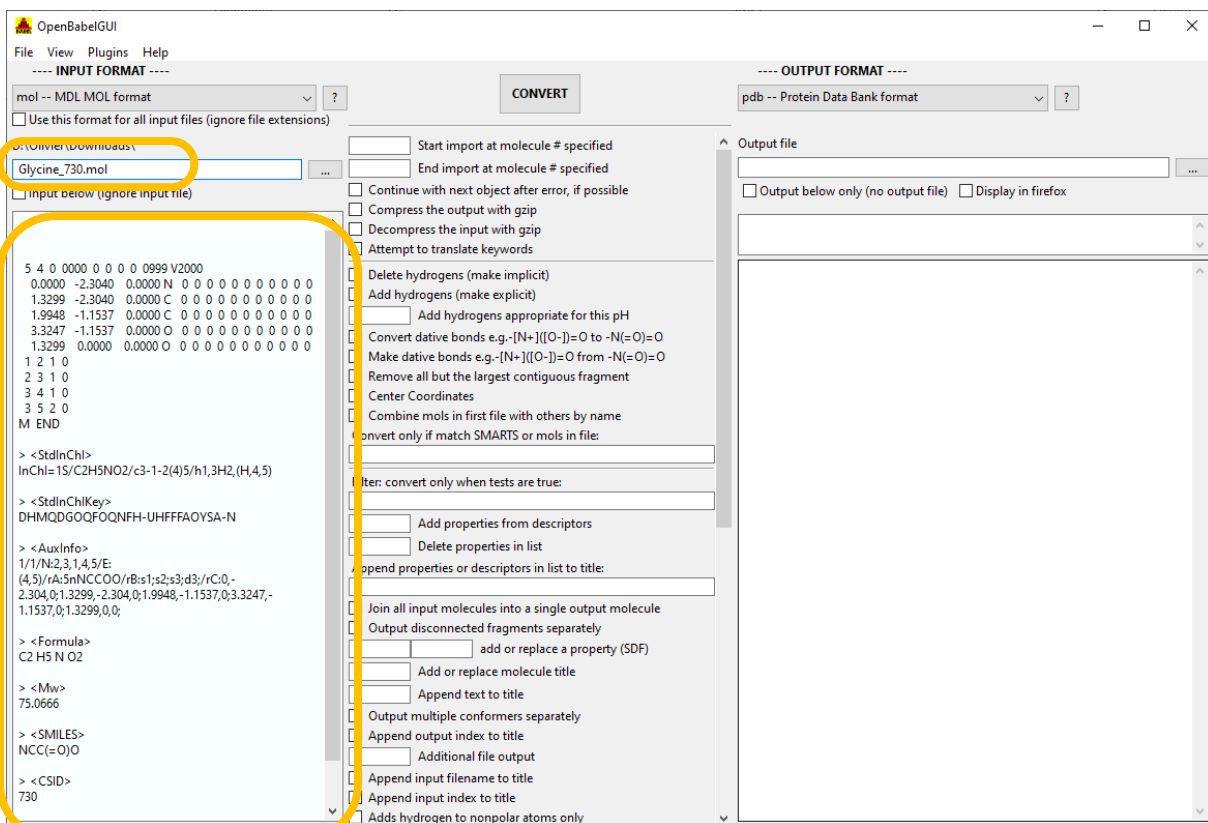 OpenBabelGUI
File View Plugins Help
---- INPUT FORMAT ----
mol -- MDL MOL format
?
Use this format for all input files (ignore file extensions)
D:\Olivier\Downloads\
Glycine_730.mol
...
Input below (ignore input file)
5 4 0 0000 0 0 0 0 0999 V2000
0.0000 -2.3040 0.0000 N 0 0 0 0 0 0 0 0 0 0 0
1.3299 -2.3040 0.0000 C 0 0 0 0 0 0 0 0 0 0 0
1.9948 -1.1537 0.0000 C 0 0 0 0 0 0 0 0 0 0 0
3.3247 -1.1537 0.0000 O 0 0 0 0 0 0 0 0 0 0 0
1.3299 0.0000 0.0000 O 0 0 0 0 0 0 0 0 0 0 0
1 2 1 0
2 3 1 0
3 4 1 0
3 5 2 0
M END
> <StdInChI>
InChI=1S/C2H5NO2/c3-1-2(4)5/h1,3H2,(H,4,5)
> <StdInChIKey>
DHMQDGOQFOQNFH-UHFFFAOYSA-N
> <AuxInfo>
1/1/N:2,3,1,4,5/E:
(4,5)/rA:5nNCCOO/rB:s1;s2;s3;d3;/rC:0,-
2.304,0;1.3299,-2.304,0;1.9948,-1.1537,0;3.3247,-
1.1537,0;1.3299,0,0;
> <Formula>
C2 H5 N O2
> <Mw>
75.0666
> <SMILES>
NCC(=O)O
> <CSID>
730
CONVERT
Start import at molecule # specified
End import at molecule # specified
Continue with next object after error, if possible
Compress the output with gzip
Decompress the input with gzip
Attempt to translate keywords
Delete hydrogens (make implicit)
Add hydrogens (make explicit)
Add hydrogens appropriate for this pH
Convert dative bonds e.g.-[N+]([O-])=O to -N(=O)=O
Make dative bonds e.g.-[N+]([O-])=O from -N(=O)=O
Remove all but the largest contiguous fragment
Center Coordinates
Combine mols in first file with others by name
Convert only if match SMARTS or mols in file:
Filter: convert only when tests are true:
Add properties from descriptors
Delete properties in list
Append properties or descriptors in list to title:
Join all input molecules into a single output molecule
Output disconnected fragments separately
add or replace a property (SDF)
Add or replace molecule title
Append text to title
Output multiple conformers separately
Append output index to title
Additional file output
Append input filename to title
Append input index to title
Adds hydrogen to nonpolar atoms only
---- OUTPUT FORMAT ----
pdb -- Protein Data Bank format
?
Output file
...
Output below only (no output file) Display in firefox